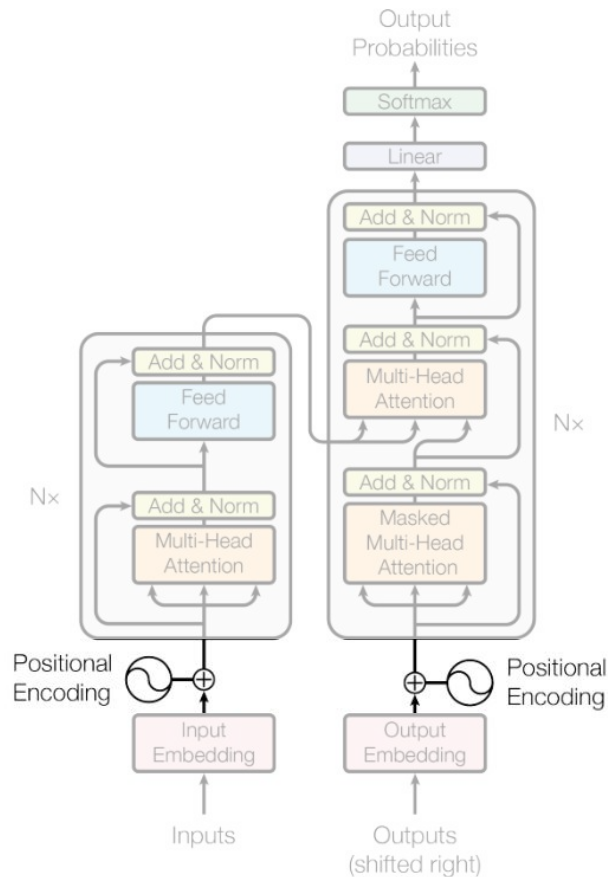 Output
Probabilities
Softmax
Linear
Add & Norm
Feed
Forward
Add & Norm
Multi-Head
Attention
Nx
Add & Norm
Masked
Multi-Head
Attention
Add & Norm
Feed
Forward
Nx
Add & Norm
Multi-Head
Attention
Positional
Encoding
Positional
Encoding
Input
Embedding
Output
Embedding
Inputs
Outputs
(shifted right)